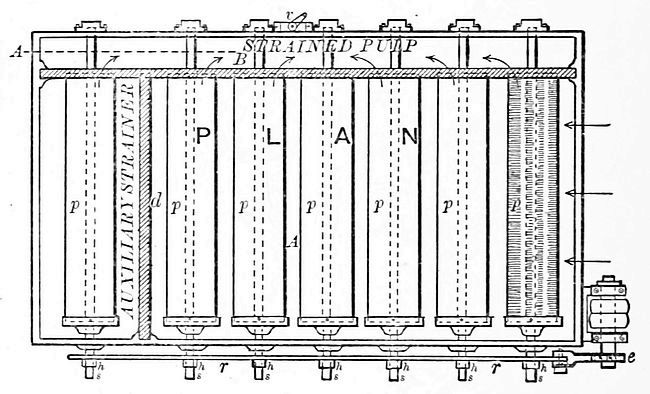 v
A
STRAINED PULP
B
AUXILIARY STRAINER
P L A N
p d p p p p p p
A
h h h h h h h
e
r r
s s s s s s s